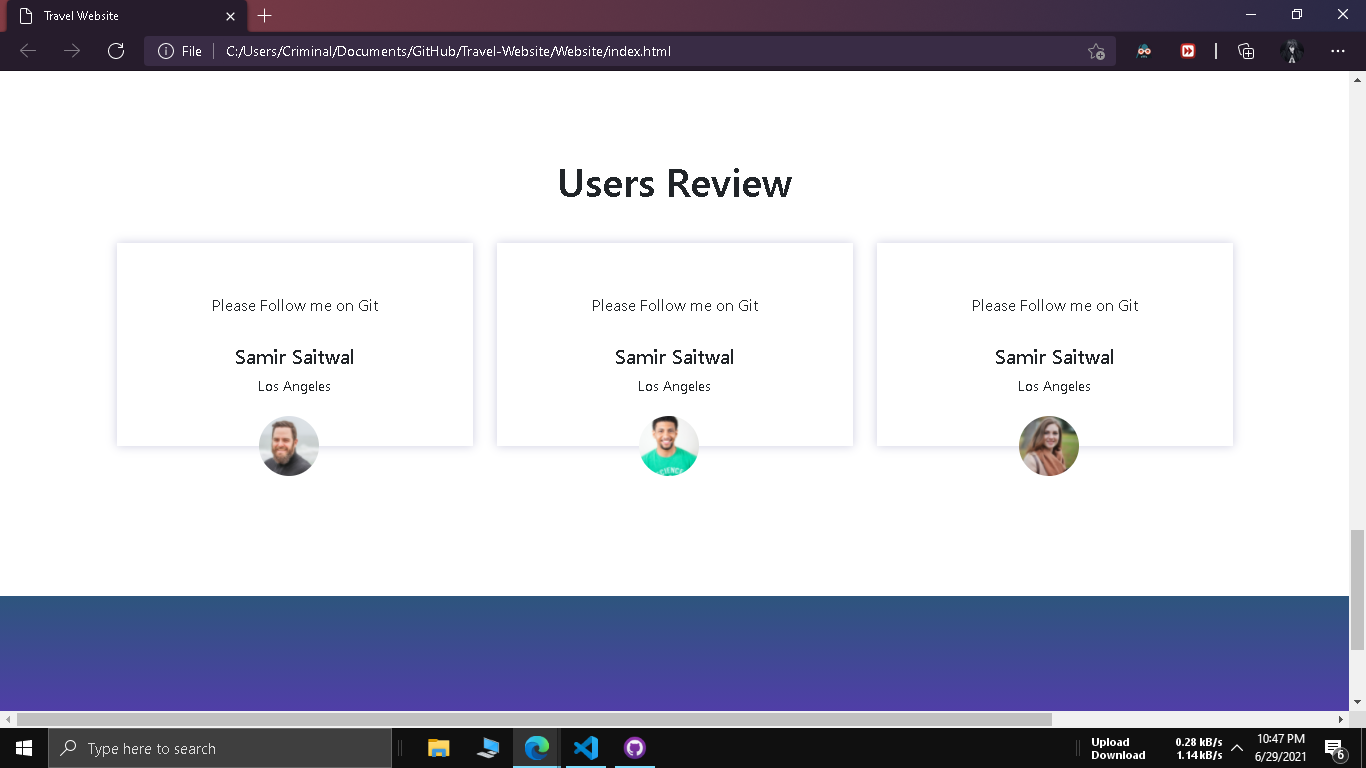 Travel Website
File
C:/Users/Criminal/Documents/GitHub/Travel-Website/Website/index.html
Users Review
Please Follow me on Git
Samir Saitwal
Los Angeles
Please Follow me on Git
Samir Saitwal
Los Angeles
Please Follow me on Git
Samir Saitwal
Los Angeles
Type here to search
Upload 0.28 kB/s
Download 1.14 kB/s
10:47 PM
6/29/2021
6